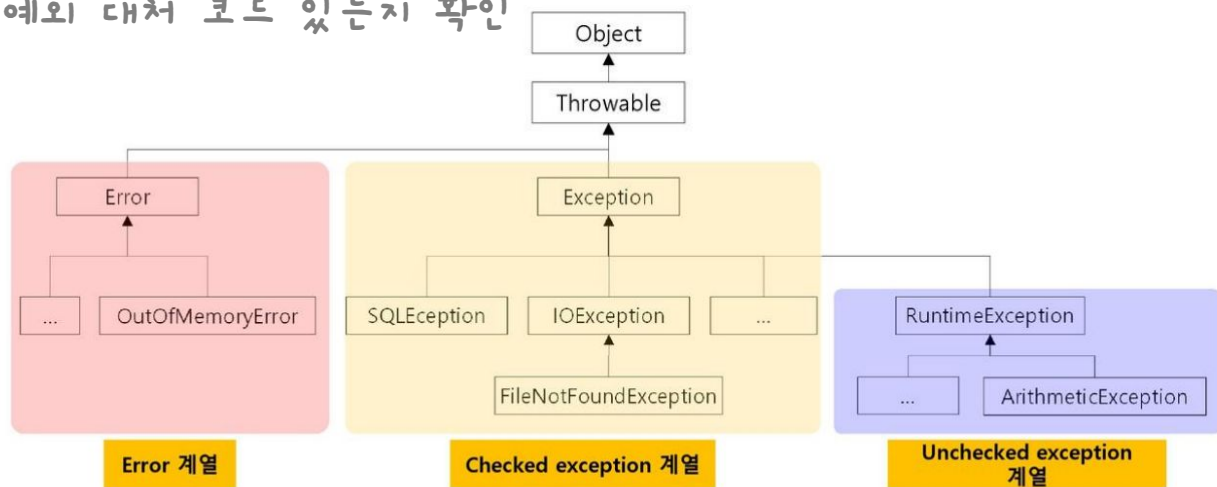 예외 대처 코드 있는지 확인
Object
Throwable
Error
Exception
... OutOfMemoryError SQLEception IOException ... RuntimeException
FileNotFoundException ... ArithmeticException
Error 계열 Checked exception 계열 Unchecked exception
계열